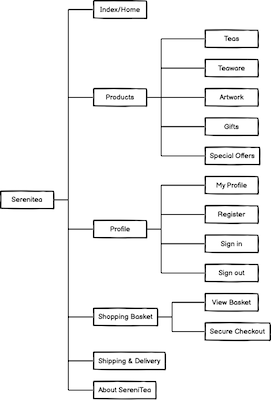 Serenitea
Index/Home
Products
Teas
Teaware
Artwork
Gifts
Special Offers
Profile
My Profile
Register
Sign in
Sign out
Shopping Basket
View Basket
Secure Checkout
Shipping & Delivery
About SereniTea